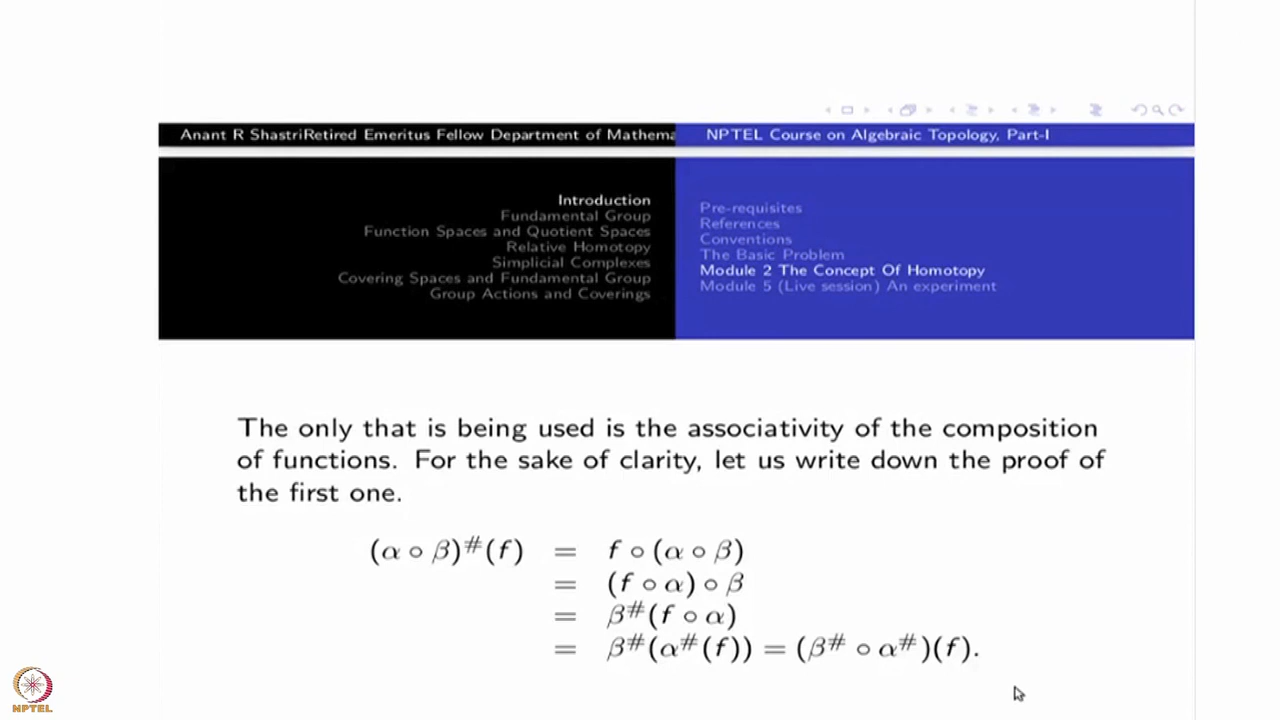 Anant R ShastriRetired Emeritus Fellow Department of Mathema
NPTEL Course on Algebraic Topology, Part-I
Introduction
Fundamental Group
Function Spaces and Quotient Spaces
Relative Homotopy
Simplicial Complexes
Covering Spaces and Fundamental Group
Group Actions and Coverings
Pre-requisites
References
Conventions
The Basic Problem
Module 2 The Concept Of Homotopy
Module 5 (Live session) An experiment
The only that is being used is the associativity of the composition
of functions. For the sake of clarity, let us write down the proof of
the first one.
(α ∘ β)^#(f) = f ∘ (α ∘ β)
= (f ∘ α) ∘ β
= β^#(f ∘ α)
= β^#(α^#(f)) = (β^# ∘ α^#)(f).
NPTEL